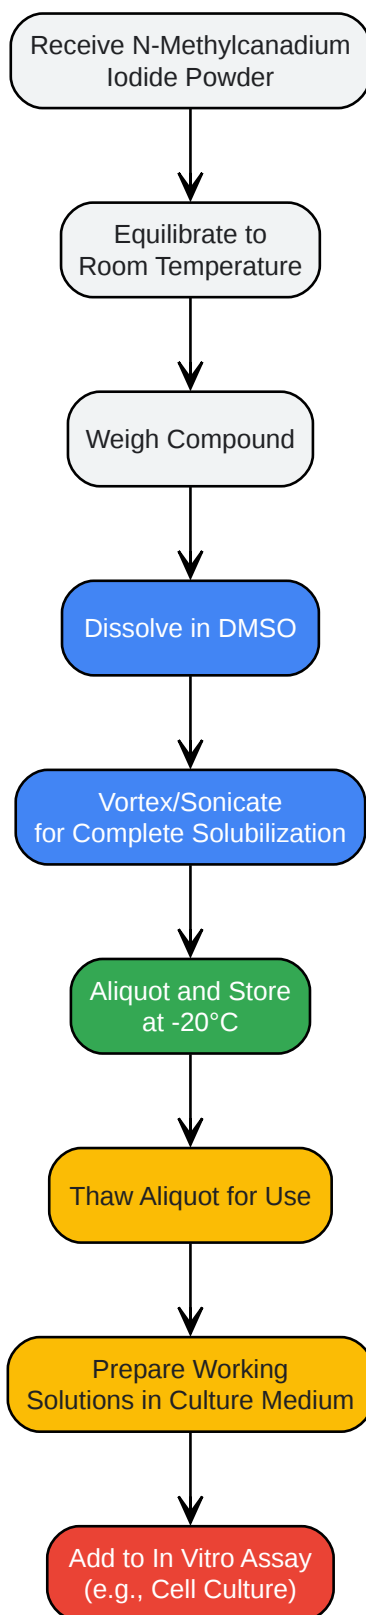 Receive N-Methylcanadium
Iodide Powder
Equilibrate to
Room Temperature
Weigh Compound
Dissolve in DMSO
Vortex/Sonicate
for Complete Solubilization
Aliquot and Store
at -20°C
Thaw Aliquot for Use
Prepare Working
Solutions in Culture Medium
Add to In Vitro Assay
(e.g., Cell Culture)